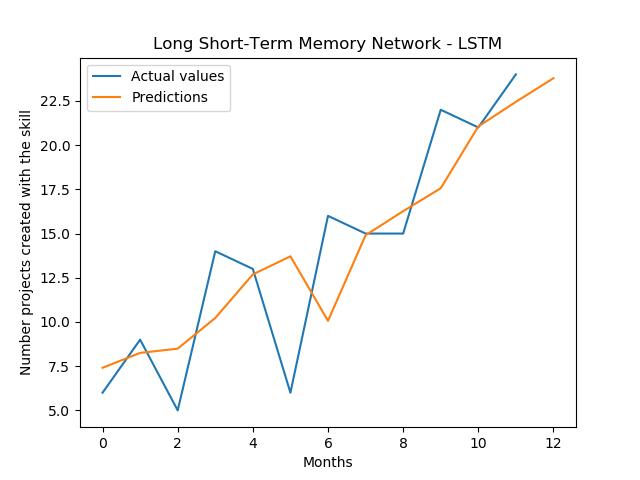 Long Short-Term Memory Network - LSTM
Actual values
Predictions
Number projects created with the skill
22.5
20.0
17.5
15.0
12.5
10.0
7.5
5.0
0 2 4 6 8 10 12
Months